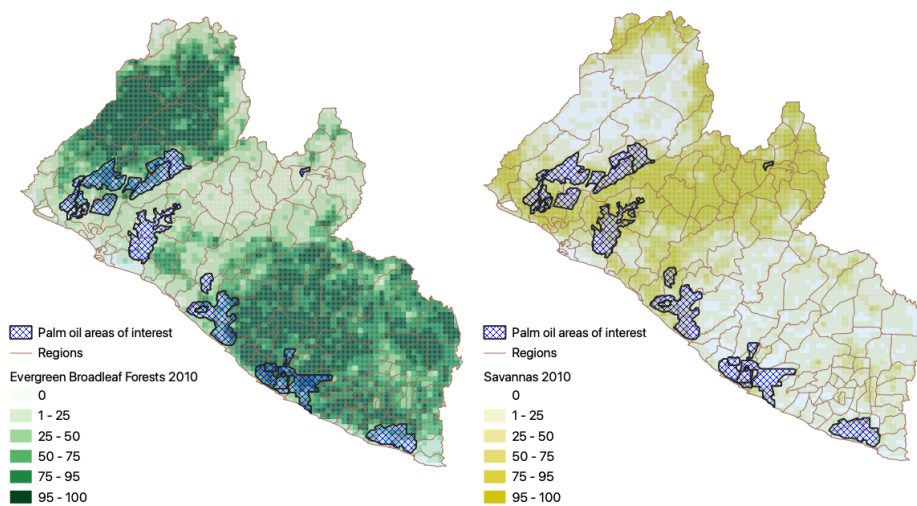 Palm oil areas of interest
Regions
Evergreen Broadleaf Forests 2010
0
1 - 25
25 - 50
50 - 75
75 - 95
95 - 100
Palm oil areas of interest
Regions
Savannas 2010
0
1 - 25
25 - 50
50 - 75
75 - 95
95 - 100